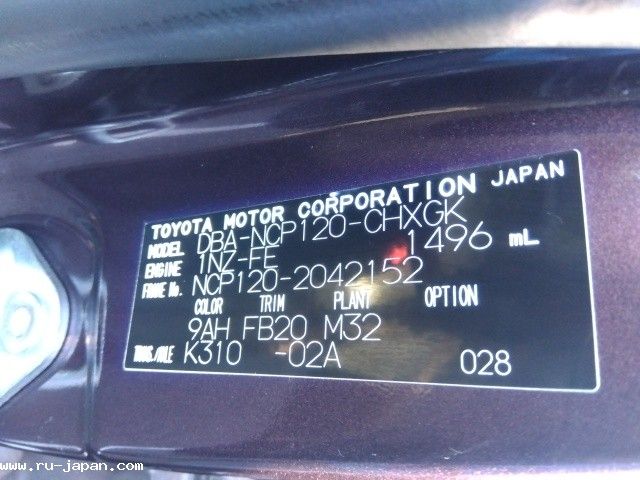 TOYOTA MOTOR CORPORATION JAPAN
MODEL DBA-NCP120-CHXGK
ENGINE 1NZ-FE 1496 mL
FRAME No. NCP120-2042152
COLOR TRIM PLANT OPTION
9AH FB20 M32
TRANS./AXLE K310 -02A 028
www.ru-japan.com